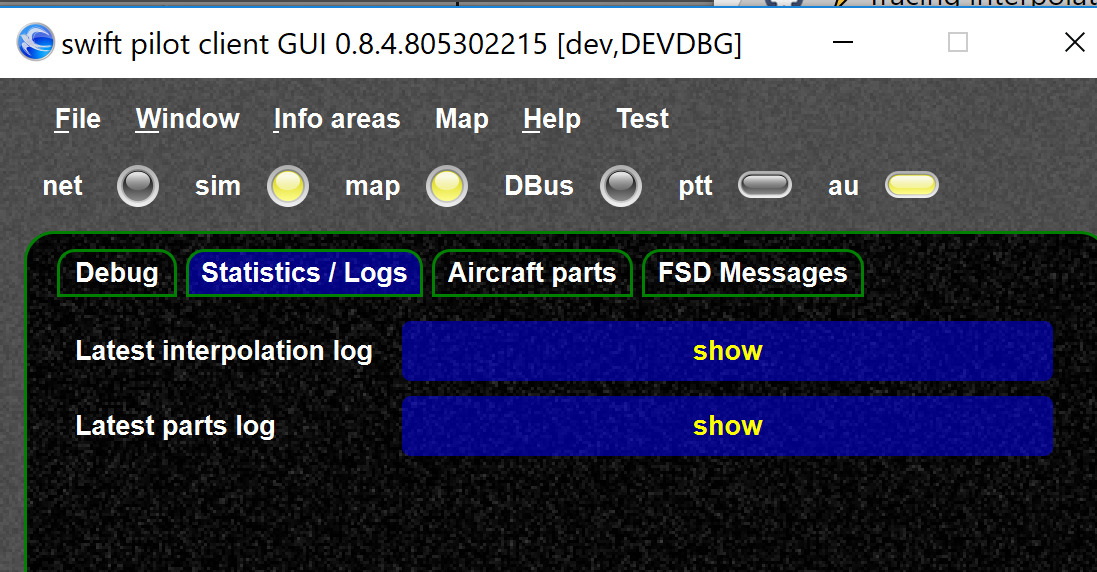 swift pilot client GUI 0.8.4.805302215 [dev,DEVDBG]
File Window Info areas Map Help Test
net sim map DBus ptt au
Debug Statistics / Logs Aircraft parts FSD Messages
Latest interpolation log show
Latest parts log show